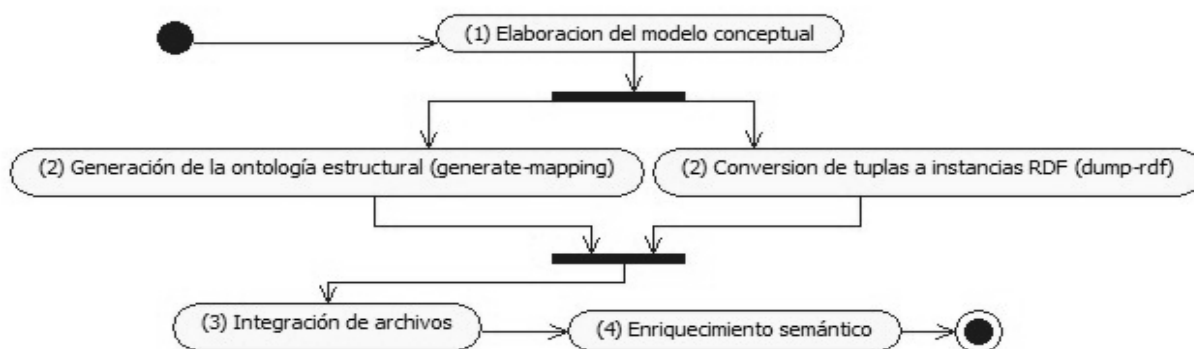 (1) Elaboracion del modelo conceptual
(2) Generación de la ontología estructural (generate-mapping)
(2) Conversion de tuplas a instancias RDF (dump-rdf)
(3) Integración de archivos
(4) Enriquecimiento semántico